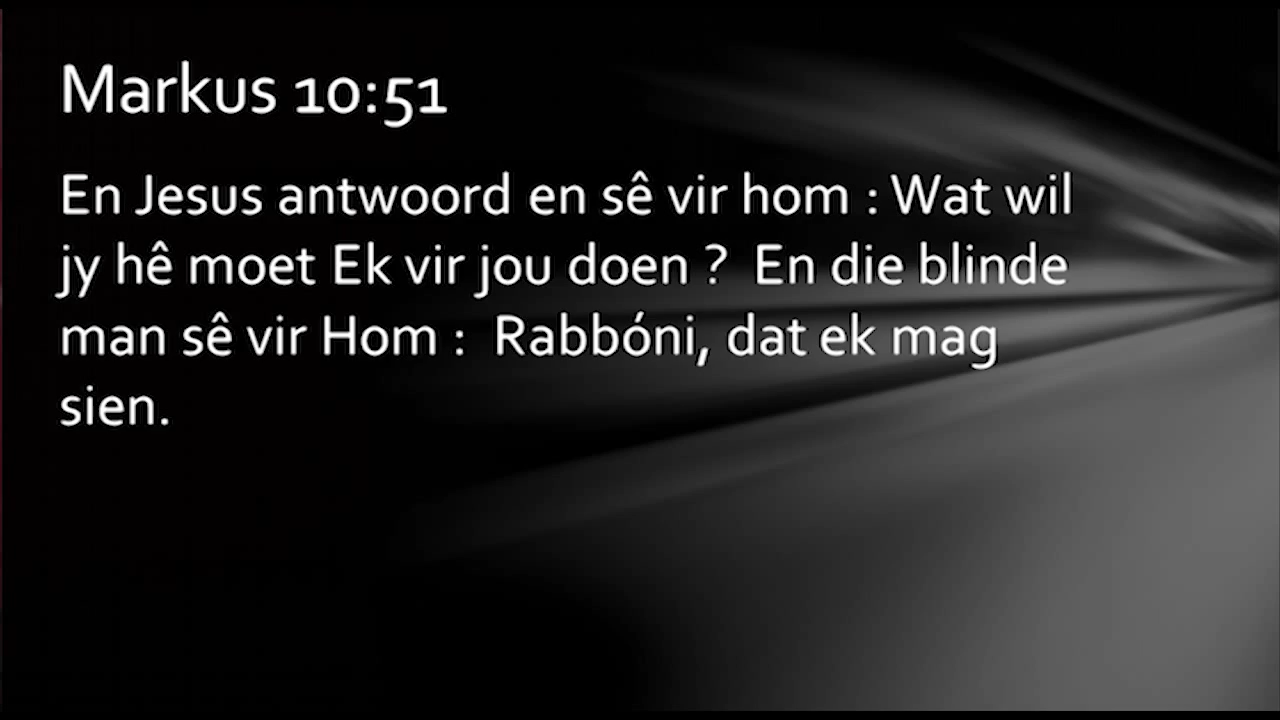 Markus 10:51
En Jesus antwoord en sê vir hom : Wat wil
jy hê moet Ek vir jou doen ?  En die blinde
man sê vir Hom :  Rabbóni, dat ek mag
sien.